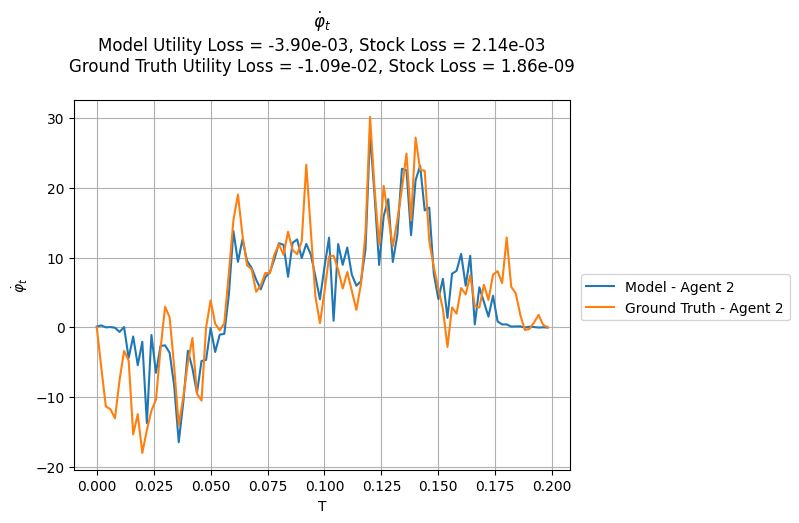 φ̇ₜ
Model Utility Loss = -3.90e-03, Stock Loss = 2.14e-03
Ground Truth Utility Loss = -1.09e-02, Stock Loss = 1.86e-09
30
20
10
0
−10
−20
φ̇ₜ
0.000 0.025 0.050 0.075 0.100 0.125 0.150 0.175 0.200
T
Model - Agent 2
Ground Truth - Agent 2